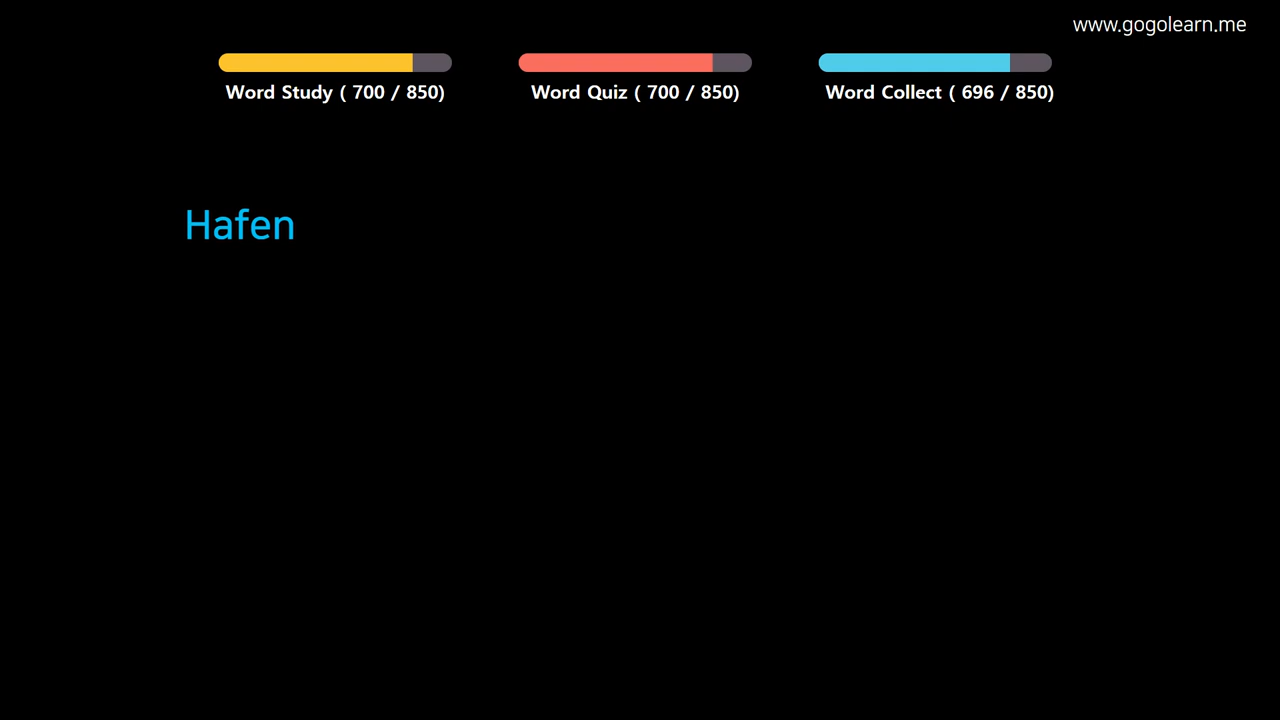 www.gogolearn.me
Word Study ( 700 / 850)
Word Quiz ( 700 / 850)
Word Collect ( 696 / 850)
Hafen